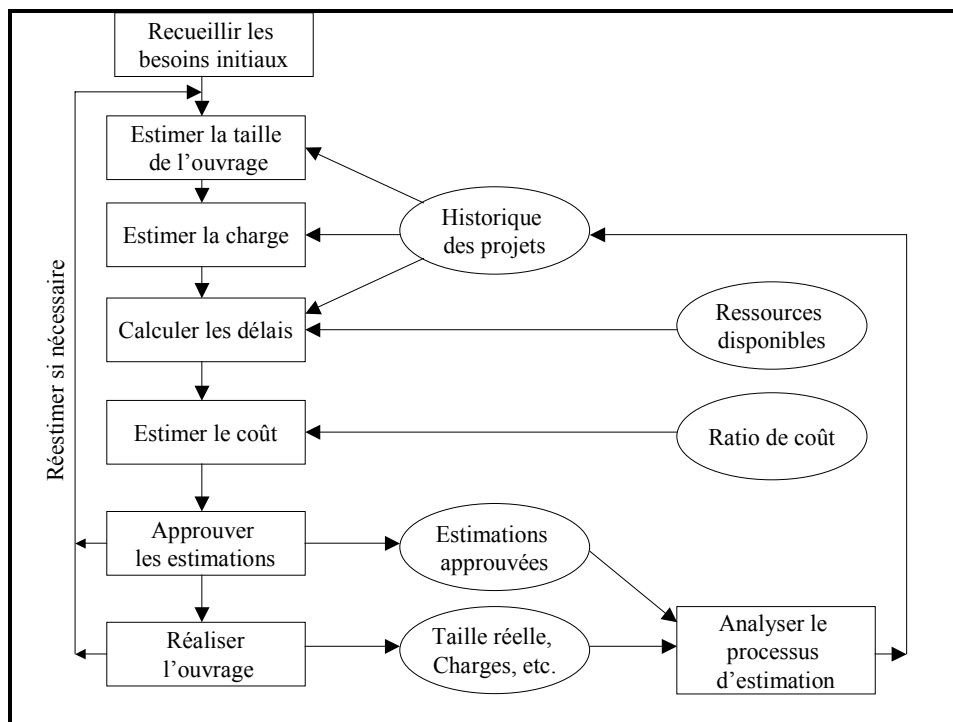 Recueillir les
besoins initiaux
Estimer la taille
de l’ouvrage
Historique
des projets
Estimer la charge
Réestimer si nécessaire
Calculer les délais
Ressources
disponibles
Estimer le coût
Ratio de coût
Approuver
les estimations
Estimations
approuvées
Réaliser
l’ouvrage
Taille réelle,
Charges, etc.
Analyser le
processus
d’estimation